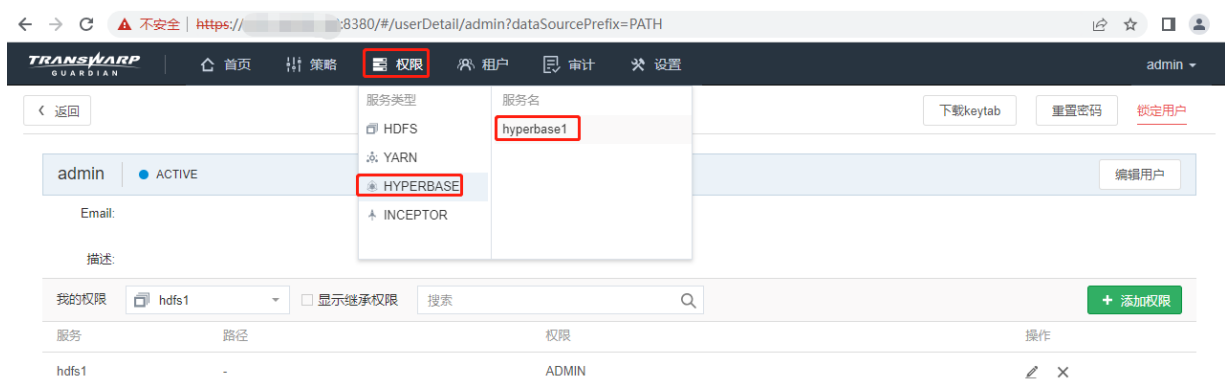 不安全 https:// :8380/#/userDetail/admin?dataSourcePrefix=PATH
TRANSWARP GUARDIAN 首页 策略 权限 租户 审计 设置 admin
返回 服务类型 服务名 下载keytab 重置密码 锁定用户
HDFS hyperbase1
YARN
admin ACTIVE HYPERBASE 编辑用户
Email: INCEPTOR
描述:
我的权限 hdfs1 显示继承权限 搜索 + 添加权限
服务 路径 权限 操作
hdfs1 - ADMIN